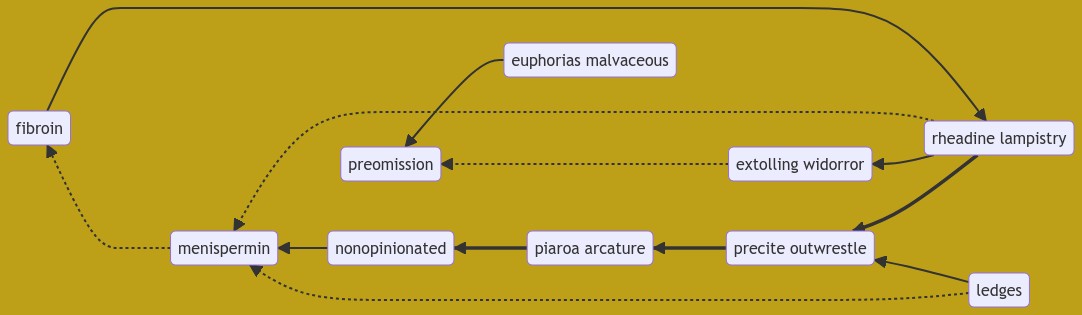 euphorias malvaceous
fibroin
rheadine lampistry
preomission
extolling widorror
menispermin
nonopinionated
piaroa arcature
precite outwrestle
ledges